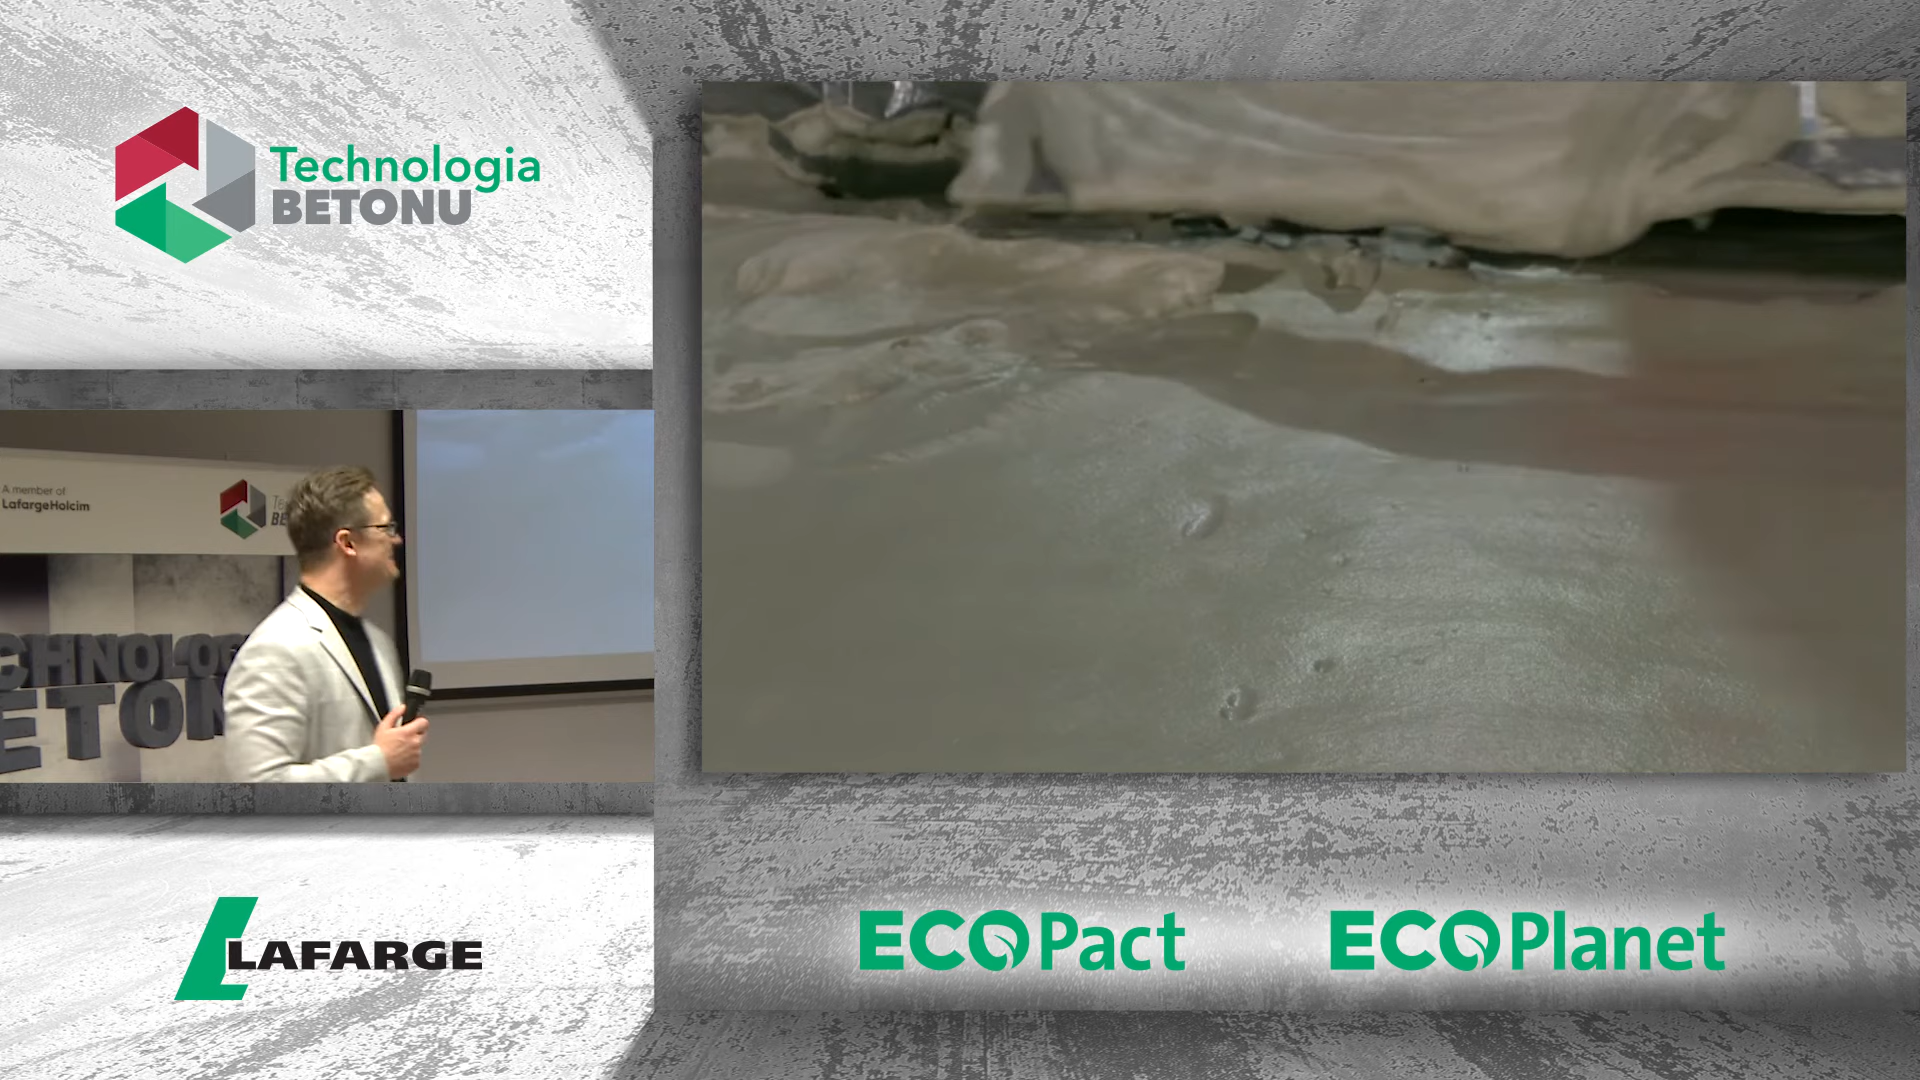 Technologia
BETONU
A member of
LafargeHolcim
LAFARGE
ECOPact
ECOPlanet